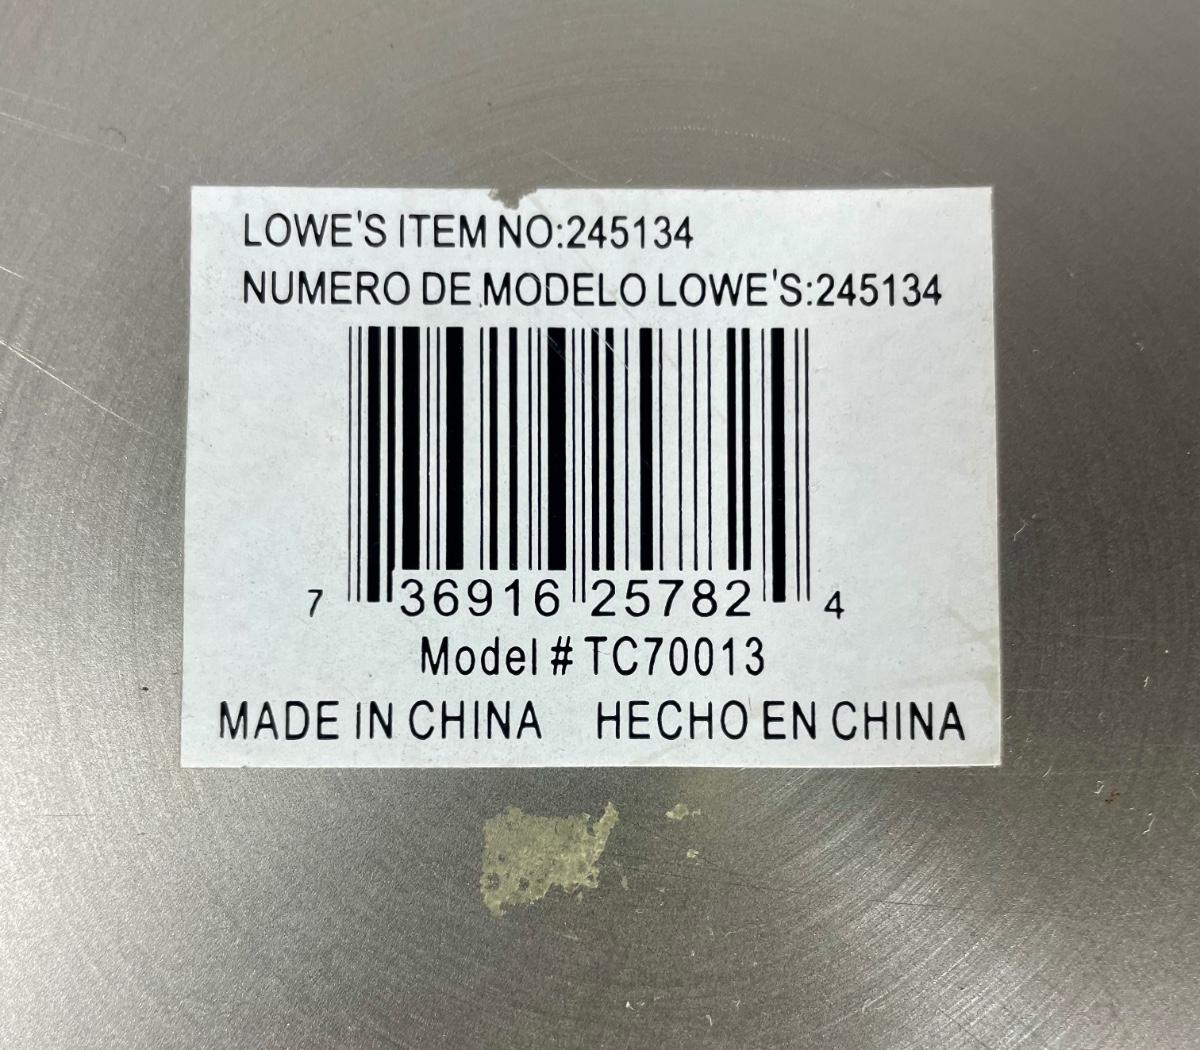 LOWE'S ITEM NO:245134
NUMERO DE MODELO LOWE'S:245134
7 36916 25782 4
Model # TC70013
MADE IN CHINA HECHO EN CHINA